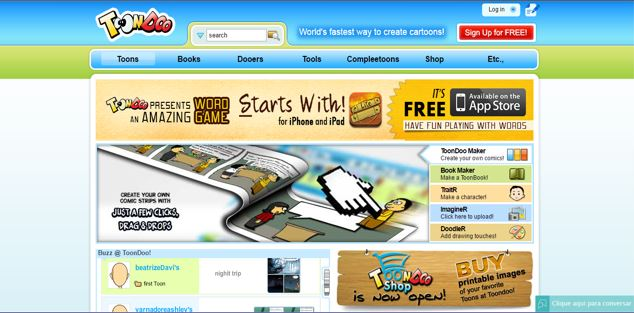 TOONDOO
search
World's fastest way to create cartoons!
Log in
Sign Up for FREE!
Toons
Books
Dooers
Tools
Compleetoons
Shop
Etc.,
TOONDOO PRESENTS
AN AMAZING
WORD
GAME
Starts With!
for iPhone and iPad
IT'S
FREE
Available on the
App Store
HAVE FUN PLAYING WITH WORDS
CREATE YOUR OWN
COMIC STRIPS WITH
JUST A FEW CLICKS,
DRAG & DROPS
ToonDoo Maker
Create your own comics!
Book Maker
Make a ToonBook!
TraitR
Make a character!
ImagineR
Click here to upload!
DoodleR
Add drawing touches!
Buzz @ ToonDoo!
beatrizeDavi's
first Toon
night trip
varnadoreashley's
TOONDOO
Shop
is now open!
BUY
printable images
of your favorite
Toons at Toondoo!
Clique aqui para conversar